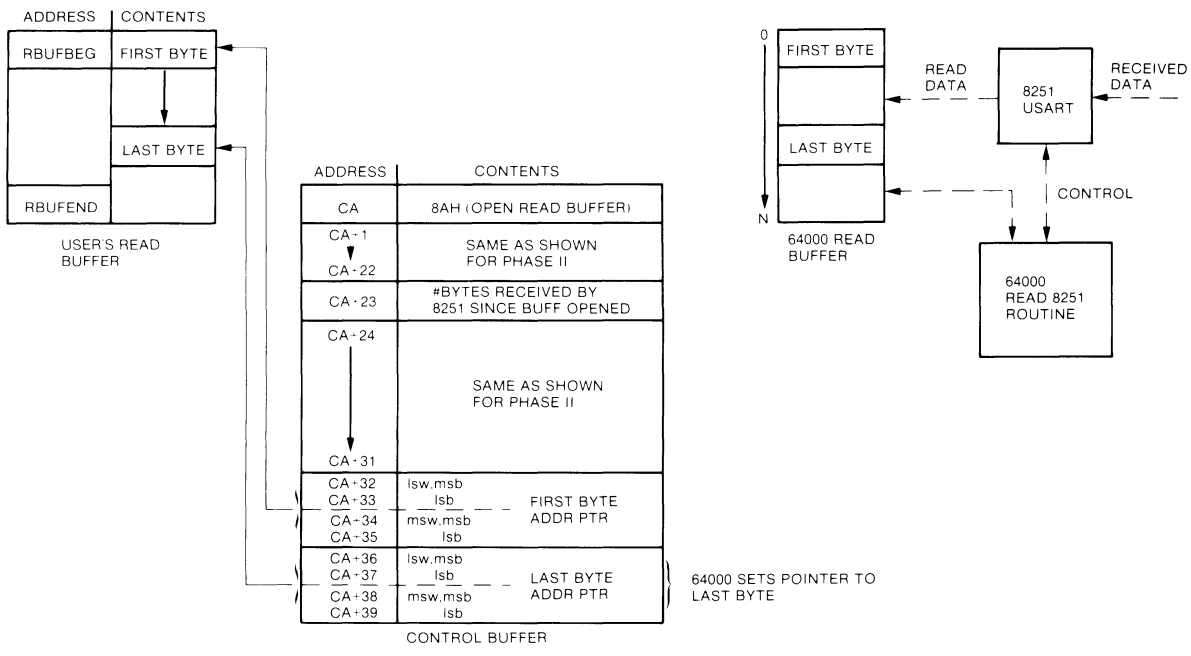 ADDRESS CONTENTS
RBUFBEG FIRST BYTE
LAST BYTE
RBUFEND
USER'S READ
BUFFER
ADDRESS CONTENTS
CA 8AH (OPEN READ BUFFER)
CA+1
CA+22
SAME AS SHOWN
FOR PHASE II
CA+23
#BYTES RECEIVED BY
8251 SINCE BUFF OPENED
CA+24
CA+31
SAME AS SHOWN
FOR PHASE II
CA+32 lsw,msb
CA+33 lsb
CA+34 msw,msb
CA+35 lsb
FIRST BYTE
ADDR PTR
CA+36 lsw,msb
CA+37 lsb
CA+38 msw,msb
CA+39 lsb
LAST BYTE
ADDR PTR
CONTROL BUFFER
64000 SETS POINTER TO
LAST BYTE
0
N
FIRST BYTE
LAST BYTE
64000 READ
BUFFER
READ
DATA
8251
USART
RECEIVED
DATA
CONTROL
64000
READ 8251
ROUTINE